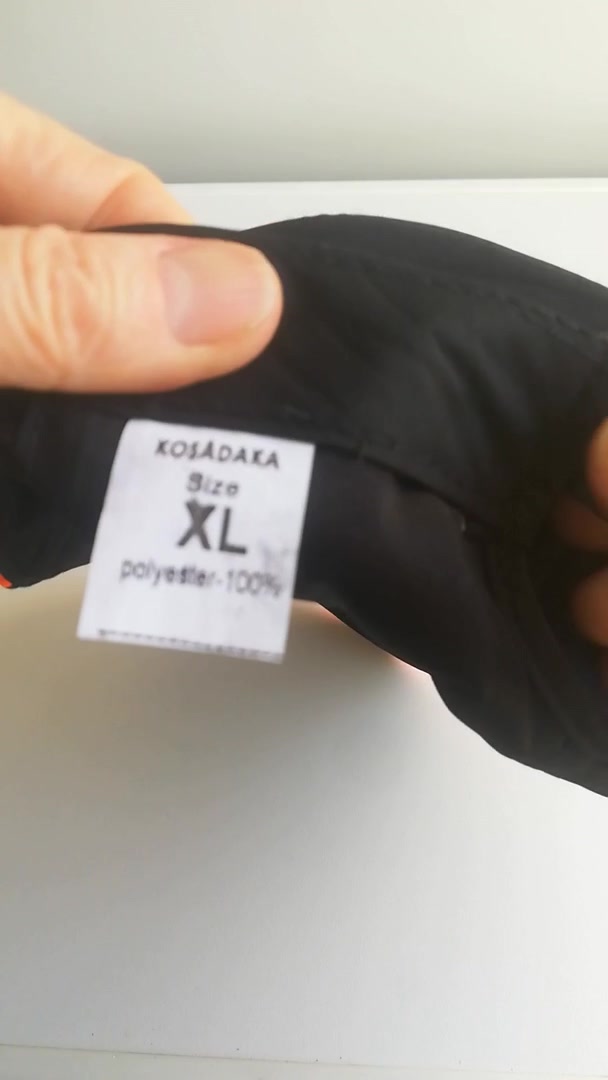 KOSADAKA
Size
XL
polyester-100%